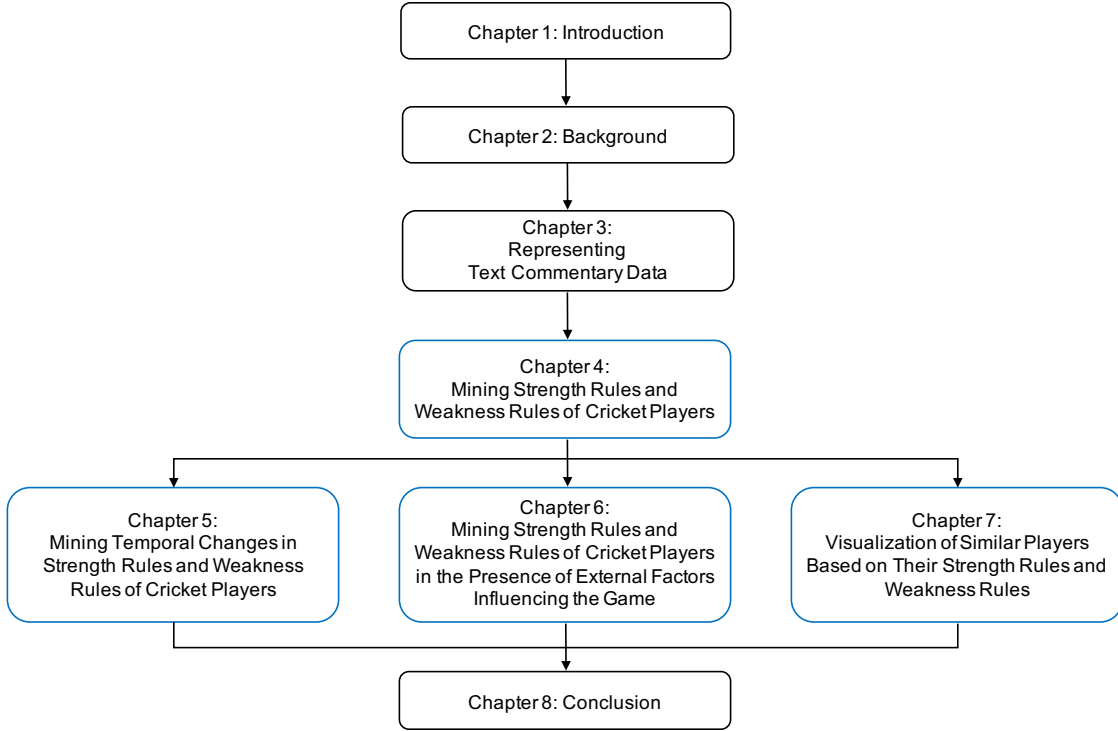 Chapter 1: Introduction
Chapter 2: Background
Chapter 3:
Representing
Text Commentary Data
Chapter 4:
Mining Strength Rules and
Weakness Rules of Cricket Players
Chapter 5:
Mining Temporal Changes in
Strength Rules and Weakness
Rules of Cricket Players
Chapter 6:
Mining Strength Rules and
Weakness Rules of Cricket Players
in the Presence of External Factors
Influencing the Game
Chapter 7:
Visualization of Similar Players
Based on Their Strength Rules and
Weakness Rules
Chapter 8: Conclusion